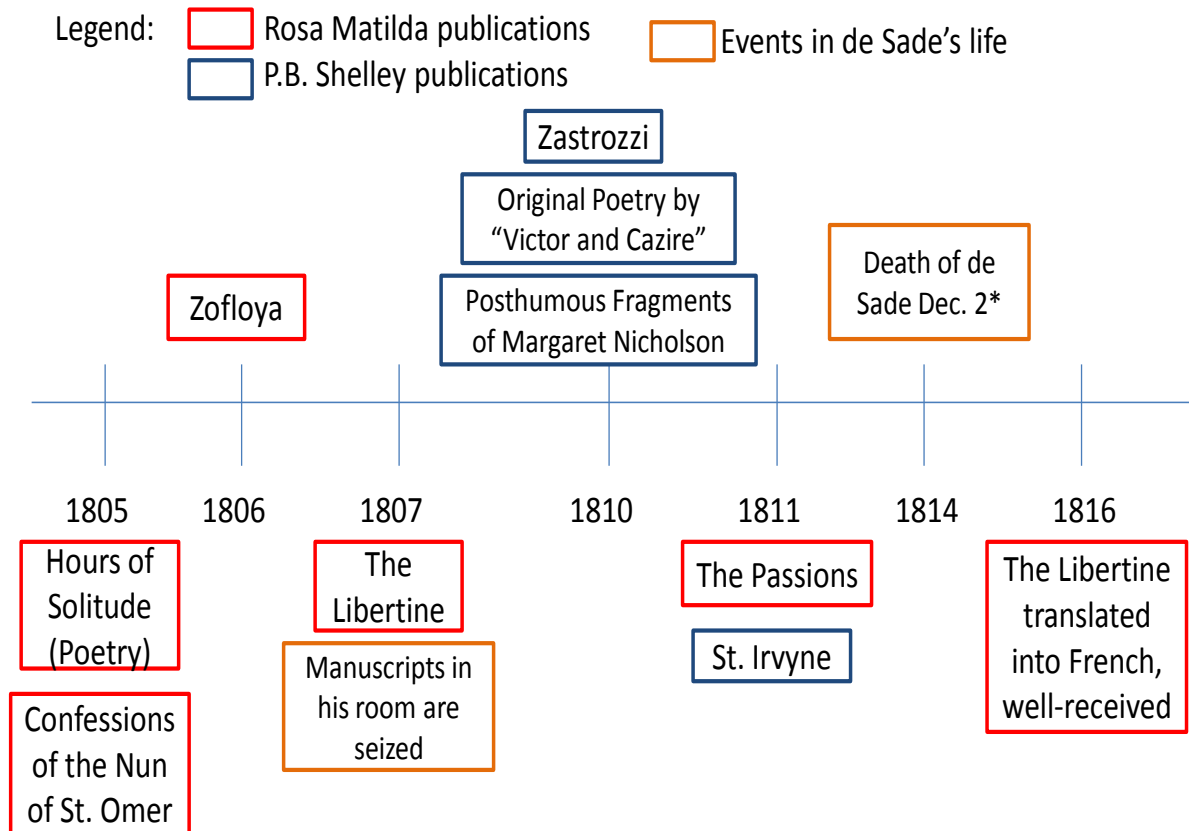 Legend:
Rosa Matilda publications
Events in de Sade’s life
P.B. Shelley publications
Zastrozzi
Original Poetry by
“Victor and Cazire”
Death of de
Sade Dec. 2*
Zofloya
Posthumous Fragments
of Margaret Nicholson
1805
1806
1807
1810
1811
1814
1816
Hours of
Solitude
(Poetry)
Confessions
of the Nun
of St. Omer
The
Libertine
Manuscripts in
his room are
seized
The Passions
St. Irvyne
The Libertine
translated
into French,
well-received